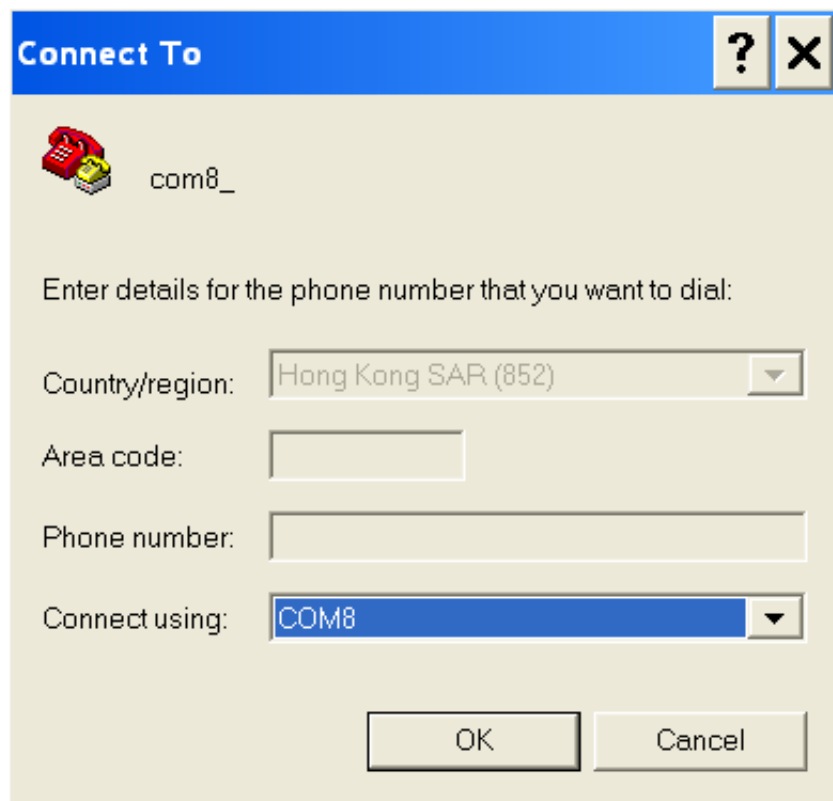 Connect To
com8_
Enter details for the phone number that you want to dial:
Country/region: Hong Kong SAR (852)
Area code:
Phone number:
Connect using: COM8
OK Cancel